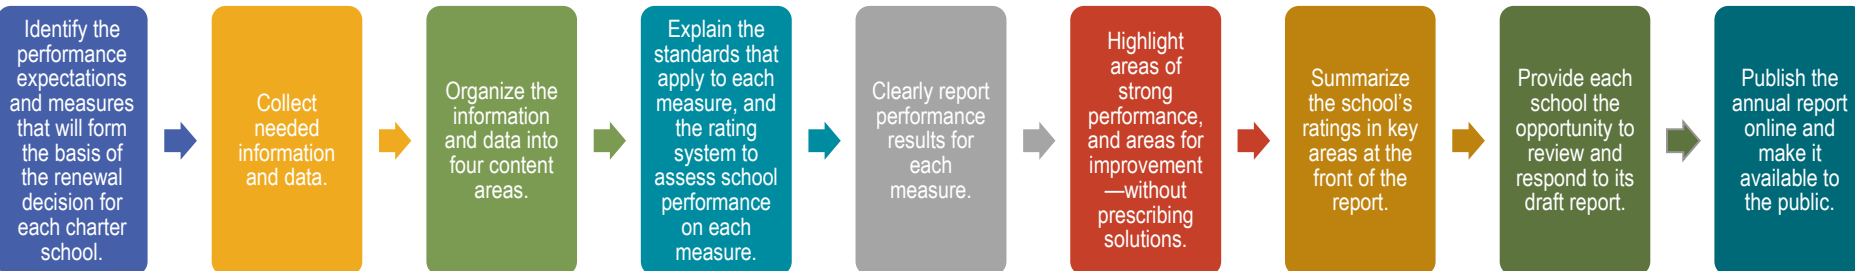 Identify the
performance
expectations
and measures
that will form
the basis of
the renewal
decision for
each charter
school.
Collect
needed
information
and data.
Organize the
information
and data into
four content
areas.
Explain the
standards that
apply to each
measure, and
the rating
system to
assess school
performance
on each
measure.
Clearly report
performance
results for
each
measure.
Highlight
areas of
strong
performance,
and areas for
improvement
—without
prescribing
solutions.
Summarize
the school’s
ratings in key
areas at the
front of the
report.
Provide each
school the
opportunity to
review and
respond to its
draft report.
Publish the
annual report
online and
make it
available to
the public.